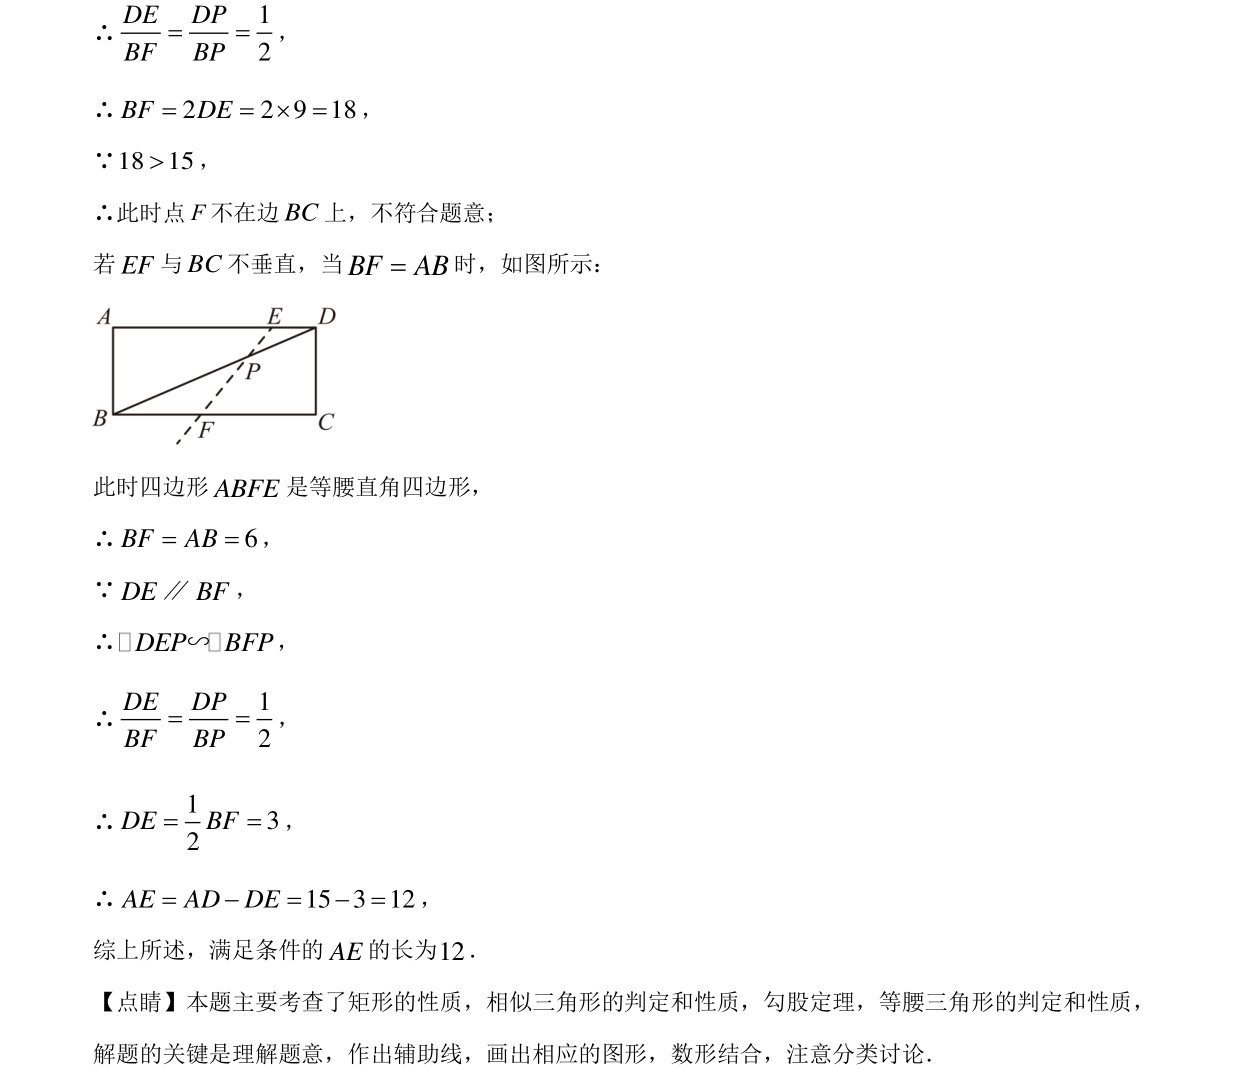 ∴ DE/BF = DP/BP = 1/2，
∴ BF = 2DE = 2×9 = 18，
∵18 > 15，
∴此时点 F 不在边 BC 上，不符合题意；
若 EF 与 BC 不垂直，当 BF = AB 时，如图所示：
A E D
P
B F C
此时四边形 ABFE 是等腰直角四边形，
∴ BF = AB = 6，
∵ DE // BF，
∴□DEP∽□BFP，
∴ DE/BF = DP/BP = 1/2，
∴ DE = 1/2 BF = 3，
∴ AE = AD − DE = 15 − 3 = 12，
综上所述，满足条件的 AE 的长为12．
【点睛】本题主要考查了矩形的性质，相似三角形的判定和性质，勾股定理，等腰三角形的判定和性质，
解题的关键是理解题意，作出辅助线，画出相应的图形，数形结合，注意分类讨论．